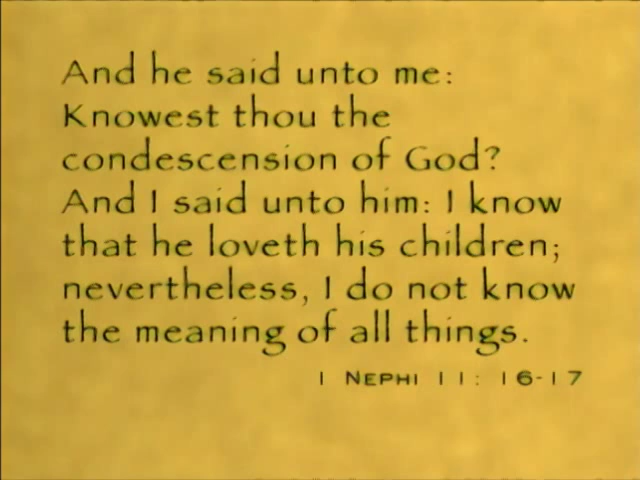 And he said unto me:
Knowest thou the
condescension of God?
And I said unto him: I know
that he loveth his children;
nevertheless, I do not know
the meaning of all things.
1 Nephi 11: 16-17